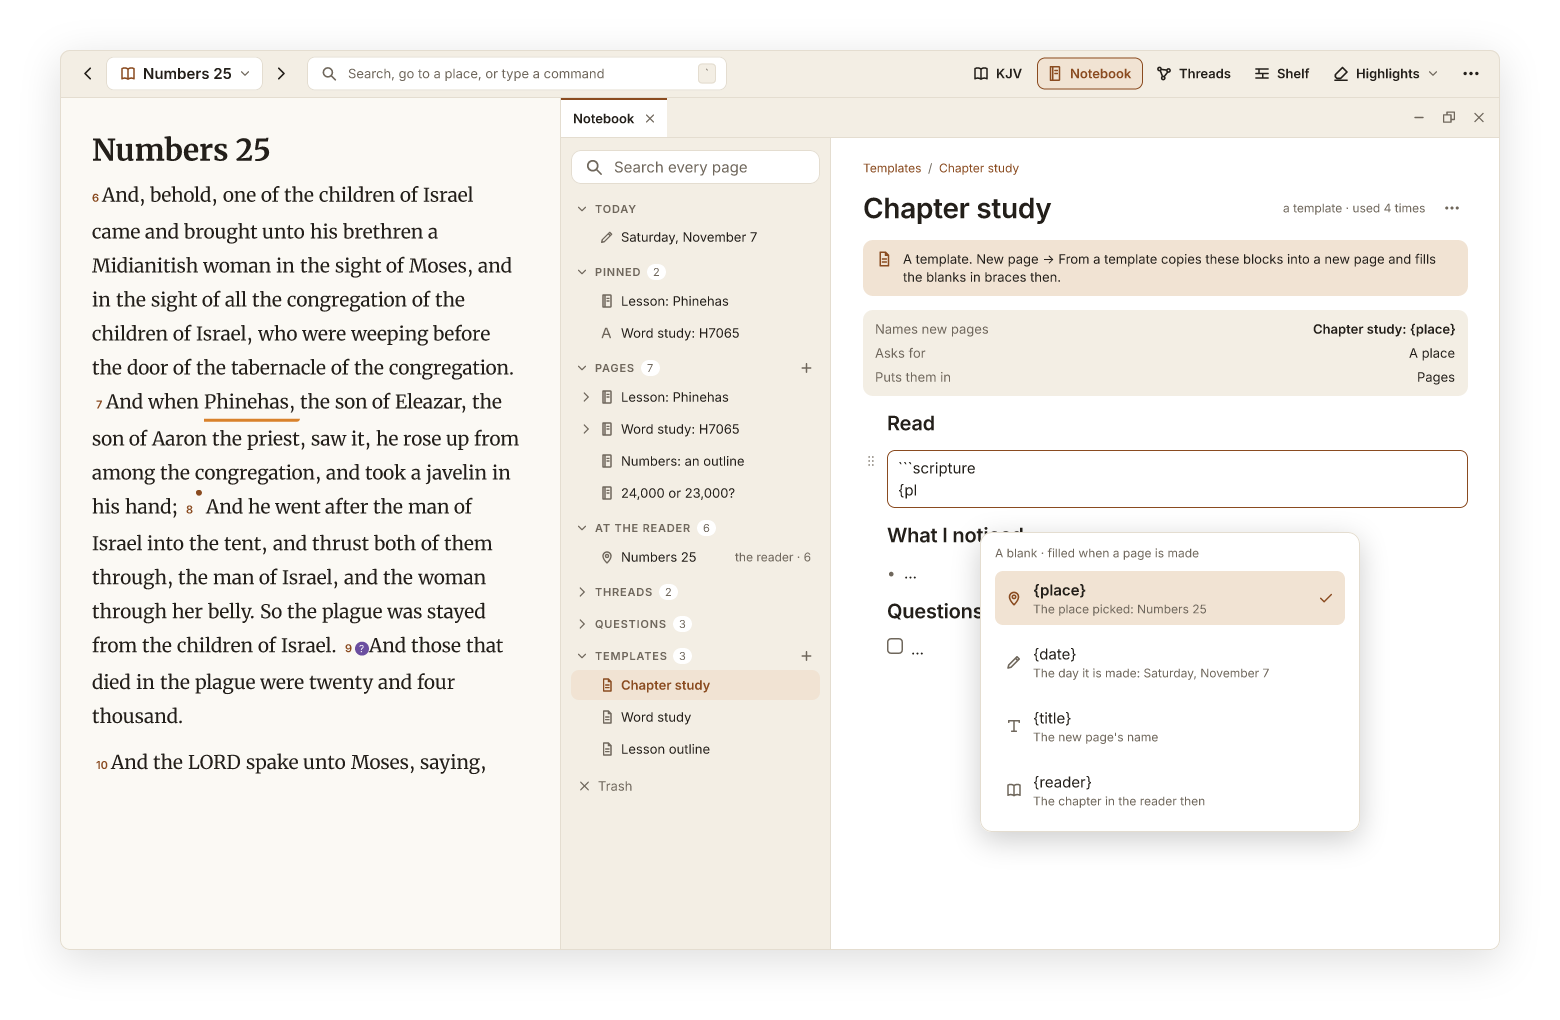 Numbers 25
Search, go to a place, or type a command
`
KJV
Notebook
Threads
Shelf
Highlights
Numbers 25
6 And, behold, one of the children of Israel
came and brought unto his brethren a
Midianitish woman in the sight of Moses, and
in the sight of all the congregation of the
children of Israel, who were weeping before
the door of the tabernacle of the congregation.
7 And when Phinehas, the son of Eleazar, the
son of Aaron the priest, saw it, he rose up from
among the congregation, and took a javelin in
his hand; 8 And he went after the man of
Israel into the tent, and thrust both of them
through, the man of Israel, and the woman
through her belly. So the plague was stayed
from the children of Israel. 9 ? And those that
died in the plague were twenty and four
thousand.
10 And the LORD spake unto Moses, saying,
Notebook
Search every page
TODAY
Saturday, November 7
PINNED 2
Lesson: Phinehas
Word study: H7065
PAGES 7
Lesson: Phinehas
Word study: H7065
Numbers: an outline
24,000 or 23,000?
AT THE READER 6
Numbers 25 the reader · 6
THREADS 2
QUESTIONS 3
TEMPLATES 3
Chapter study
Word study
Lesson outline
Trash
Templates / Chapter study
Chapter study
a template · used 4 times
A template. New page → From a template copies these blocks into a new page and fills
the blanks in braces then.
Names new pages Chapter study: {place}
Asks for A place
Puts them in Pages
Read
```scripture
{pl
What I noticed
• ...
Questions
...
A blank · filled when a page is made
{place}
The place picked: Numbers 25
{date}
The day it is made: Saturday, November 7
{title}
The new page's name
{reader}
The chapter in the reader then